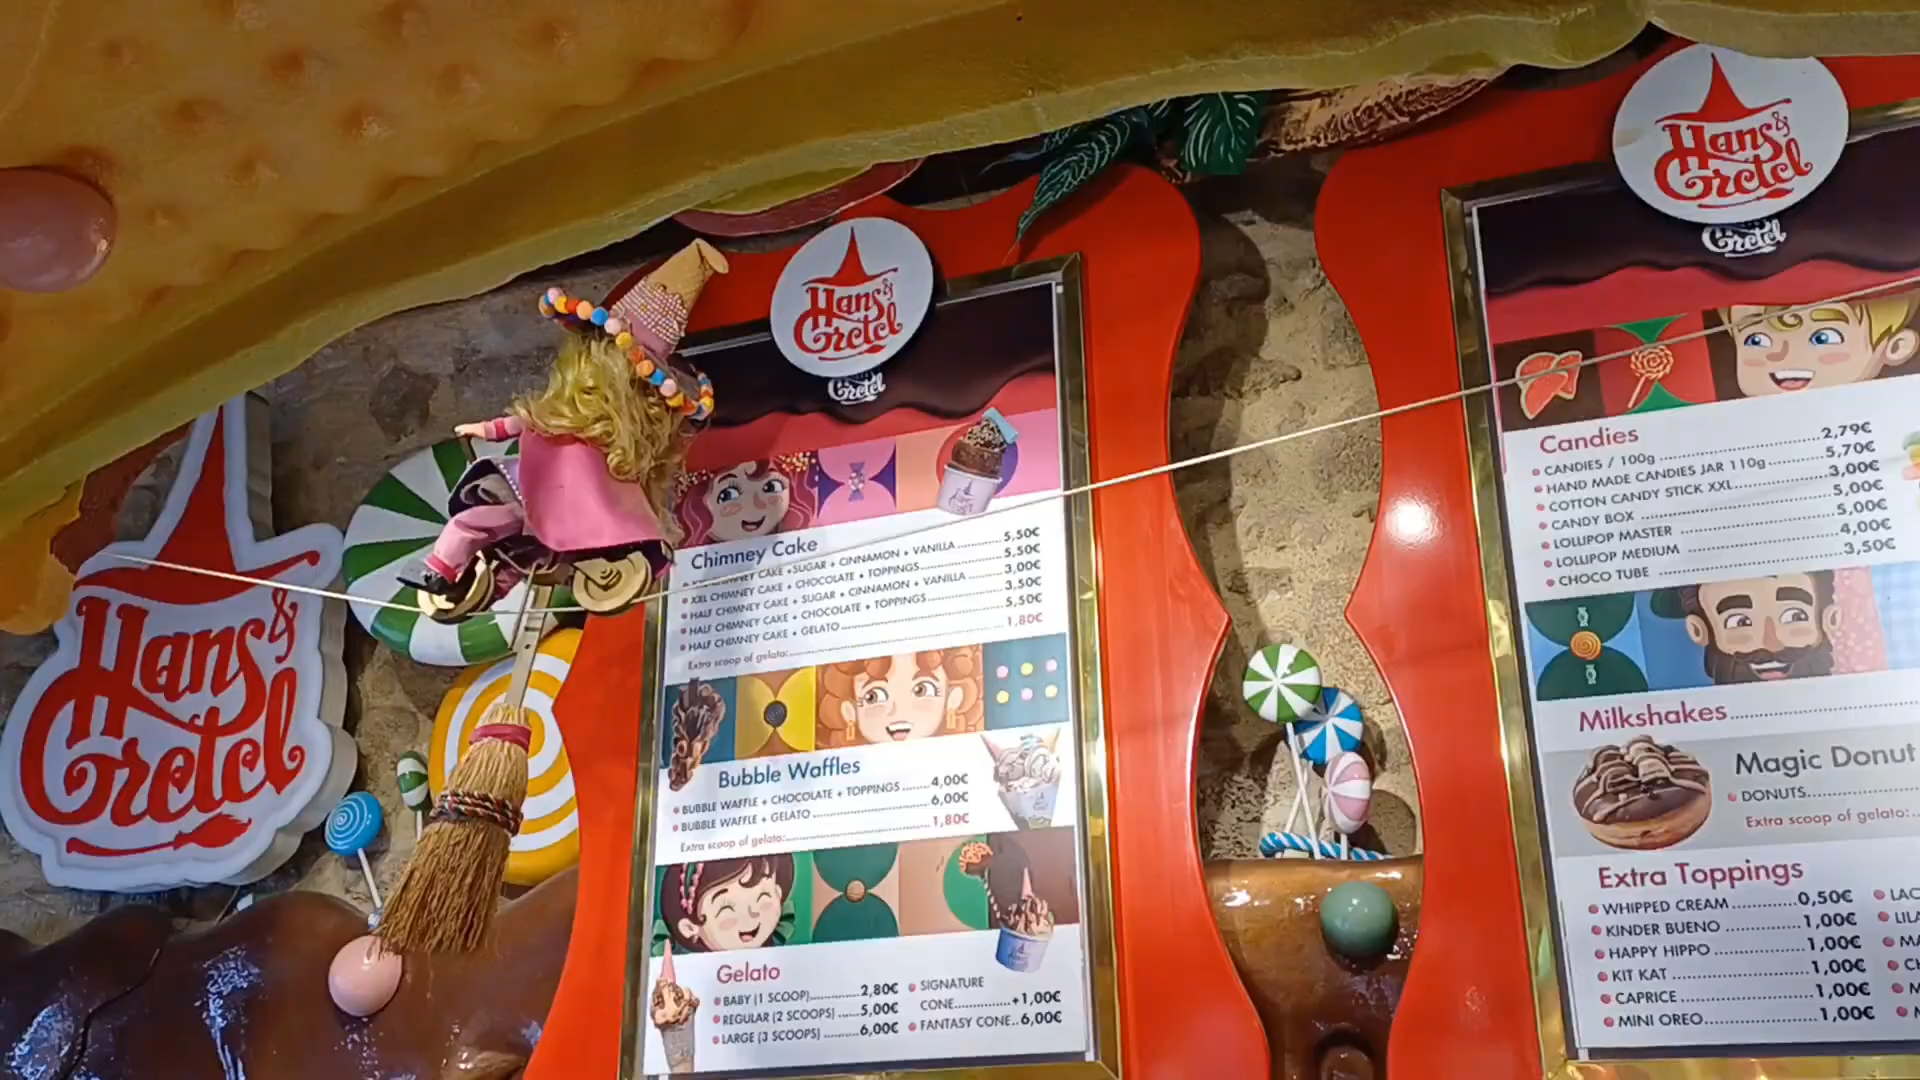 Hans & Gretel
Hans & Gretel
Gretel
Chimney Cake
CHIMNEY CAKE + SUGAR + CINNAMON + VANILLA 5,50€
XXL CHIMNEY CAKE + CHOCOLATE + TOPPINGS 5,50€
HALF CHIMNEY CAKE + SUGAR + CINNAMON + VANILLA 3,00€
HALF CHIMNEY CAKE + CHOCOLATE + TOPPINGS 3,50€
HALF CHIMNEY CAKE + GELATO 5,50€
Extra scoop of gelato: 1,80€
Bubble Waffles
BUBBLE WAFFLE + CHOCOLATE + TOPPINGS 4,00€
BUBBLE WAFFLE + GELATO 6,00€
Extra scoop of gelato: 1,80€
Gelato
BABY (1 SCOOP) 2,80€
REGULAR (2 SCOOPS) 5,00€
LARGE (3 SCOOPS) 6,00€
SIGNATURE
CONE +1,00€
FANTASY CONE.. 6,00€
Hans & Gretel
Gretel
Candies
CANDIES / 100g 2,79€
HAND MADE CANDIES JAR 110g 5,70€
COTTON CANDY STICK XXL 3,00€
CANDY BOX 5,00€
LOLLIPOP MASTER 5,00€
LOLLIPOP MEDIUM 4,00€
CHOCO TUBE 3,50€
Milkshakes
Magic Donut
DONUTS
Extra scoop of gelato:
Extra Toppings
WHIPPED CREAM 0,50€
KINDER BUENO 1,00€
HAPPY HIPPO 1,00€
KIT KAT 1,00€
CAPRICE 1,00€
MINI OREO 1,00€